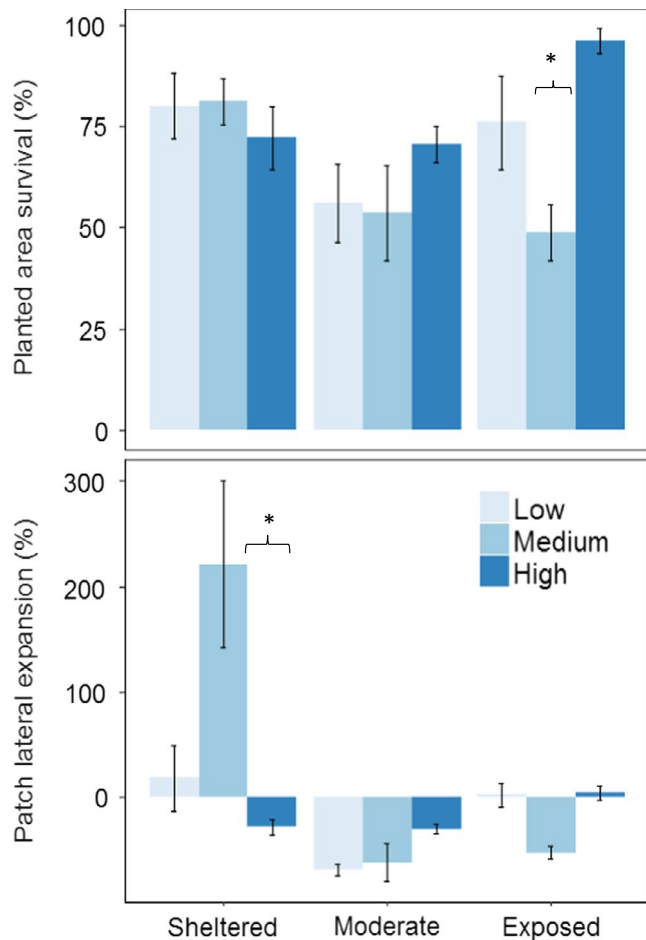 Planted area survival (%)
100
75
50
25
0
*
Patch lateral expansion (%)
300
200
100
0
*
Low
Medium
High
Sheltered Moderate Exposed